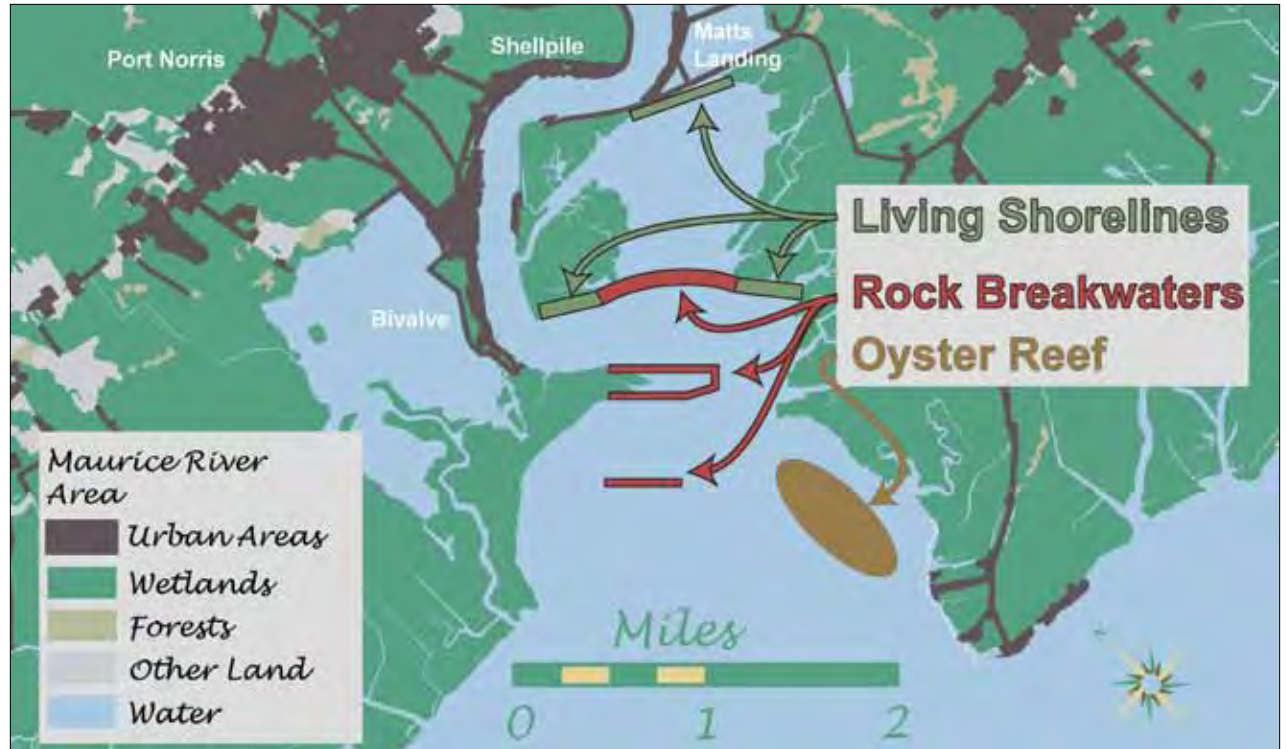 Port Norris
Shellpile
Matts
Landing
Living Shorelines
Rock Breakwaters
Oyster Reef
Bivalve
Maurice River
Area
Urban Areas
Wetlands
Forests
Other Land
Water
Miles
0 1 2